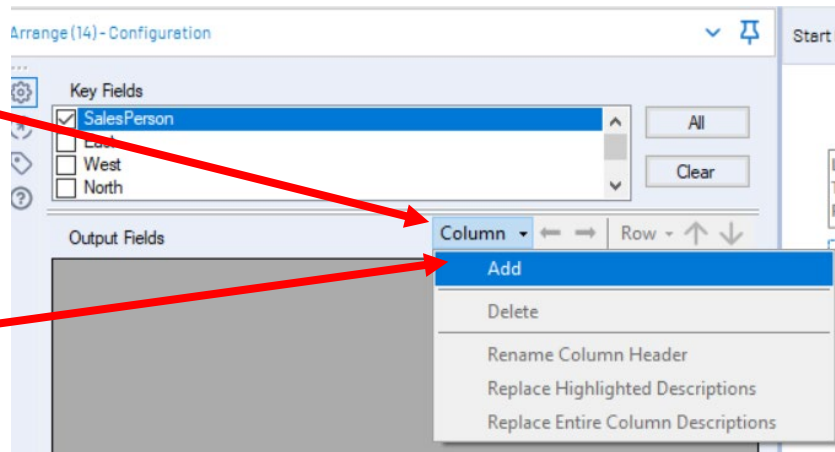 Arrange (14) - Configuration
Start
Key Fields
SalesPerson
All
East
West
Clear
North
Output Fields
Column
Row
Add
Delete
Rename Column Header
Replace Highlighted Descriptions
Replace Entire Column Descriptions